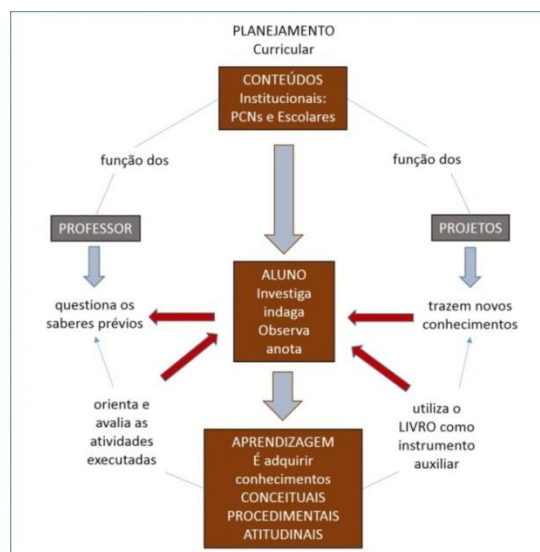 PLANEJAMENTO
Curricular
CONTEÚDOS
Institucionais:
PCNs e Escolares
função dos
função dos
PROFESSOR
PROJETOS
ALUNO
Investiga
indaga
Observa
anota
questiona os
saberes prévios
trazem novos
conhecimentos
orienta e
avalia as
atividades
executadas
utiliza o
LIVRO como
instrumento
auxiliar
APRENDIZAGEM
É adquirir
conhecimentos
CONCEITUAIS
PROCEDIMENTAIS
ATITUDINAIS